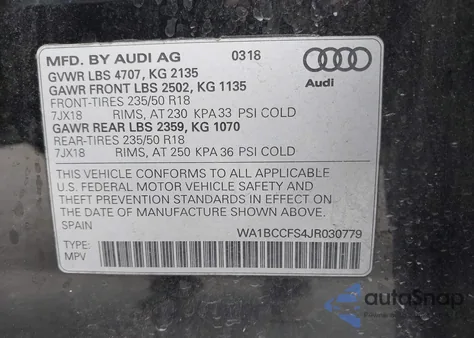 MFD. BY AUDI AG 0318
GVWR LBS 4707, KG 2135
GAWR FRONT LBS 2502, KG 1135
FRONT-TIRES 235/50 R18
7JX18 RIMS, AT 230 KPA 33 PSI COLD
GAWR REAR LBS 2359, KG 1070
REAR-TIRES 235/50 R18
7JX18 RIMS, AT 250 KPA 36 PSI COLD
Audi
THIS VEHICLE CONFORMS TO ALL APPLICABLE
U.S. FEDERAL MOTOR VEHICLE SAFETY AND
THEFT PREVENTION STANDARDS IN EFFECT ON
THE DATE OF MANUFACTURE SHOWN ABOVE.
SPAIN WA1BCCFS4JR030779
TYPE:
MPV
autoSnap